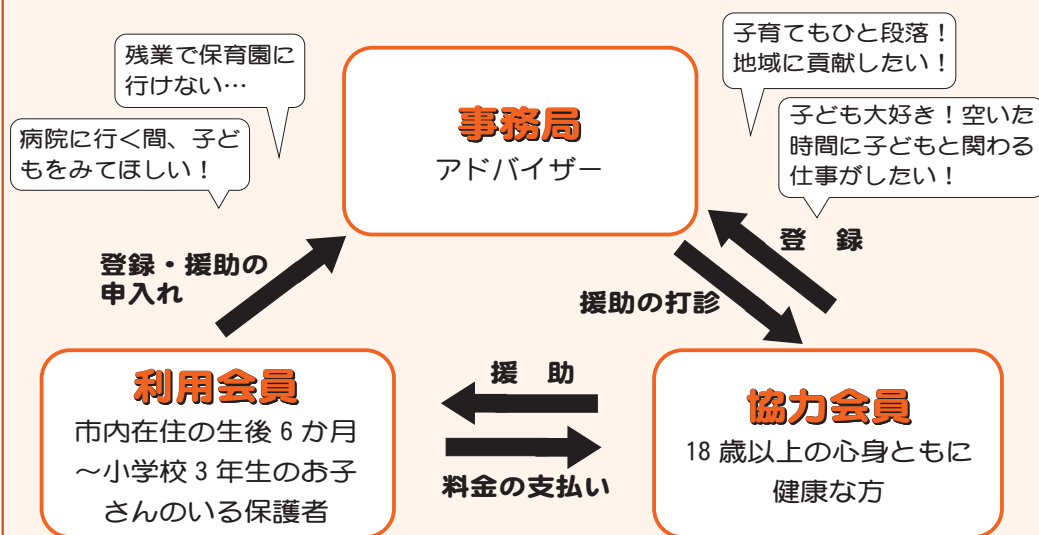 残業で保育園に
行けない…
病院に行く間、子ど
もをみてほしい！
事務局
アドバイザー
子育てもひと段落！
地域に貢献したい！
子ども大好き！空いた
時間に子どもと関わる
仕事がしたい！
登録・援助の
申入れ
登　録
援助の打診
利用会員
市内在住の生後 6 か月
～小学校 3 年生のお子
さんのいる保護者
援　助
料金の支払い
協力会員
18 歳以上の心身ともに
健康な方